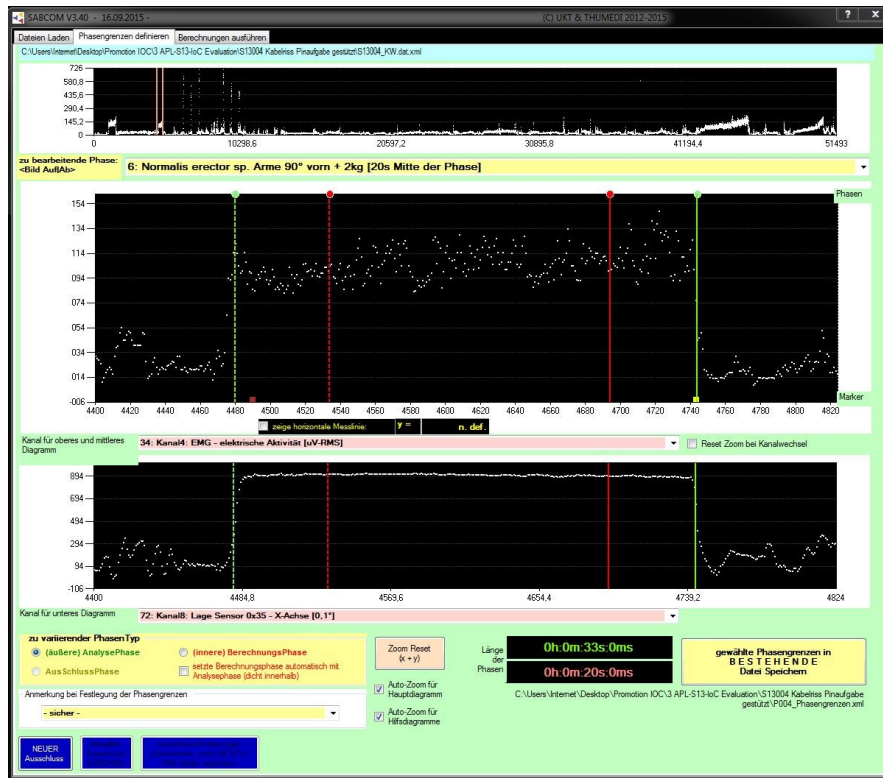 SABCOM V3.40 - 16.09.2015 -
(C) UKT & THUMEDI 2012-2015
? X
Dateien Laden Phasengrenzen definieren Berechnungen ausführen
C:\Users\Internet\Desktop\Promotion IOC\3 APL-S13-IoC Evaluation\S13004 Kabelriss Pinaufgabe gestützt\S13004_KW.dat.xml
726
580,8
435,6
290,4
145,2
0
0 10298,6 20597,2 30895,8 41194,4 51493
zu bearbeitende Phase:
<Bild Auf|Ab>
6: Normalis erector sp. Arme 90° vorn + 2kg [20s Mitte der Phase]
Phasen
154
134
114
094
074
054
034
014
-006
Marker
4400 4420 4440 4460 4480 4500 4520 4540 4560 4580 4600 4620 4640 4660 4680 4700 4720 4740 4760 4780 4800 4820
zeige horizontale Messlinie: y = n. def.
Kanal für oberes und mittleres
Diagramm
34: Kanal4: EMG - elektrische Aktivität [uV-RMS]
Reset Zoom bei Kanalwechsel
894
694
494
294
94
-106
4400 4484,8 4569,6 4654,4 4739,2 4824
Kanal für unteres Diagramm
72: Kanal8: Lage Sensor 0x35 - X-Achse [0,1°]
zu variierender PhasenTyp
(äußere) AnalysePhase
(innere) BerechnungsPhase
AusSchlussPhase
setzte Berechnungsphase automatisch mit
Analysephase (dicht innerhalb)
Zoom Reset
(x + y)
Auto-Zoom für
Hauptdiagramm
Auto-Zoom für
Hilfsdiagramme
Länge
der
Phasen
0h:0m:33s:0ms
0h:0m:20s:0ms
gewählte Phasengrenzen in
B E S T E H E N D E
Datei Speichern
C:\Users\Internet\Desktop\Promotion IOC\3 APL-S13-IoC Evaluation\S13004 Kabelriss Pinaufgabe
gestützt\P004_Phasengrenzen.xml
Anmerkung bei Festlegung der Phasengrenzen
- sicher -
NEUER
Ausschluss